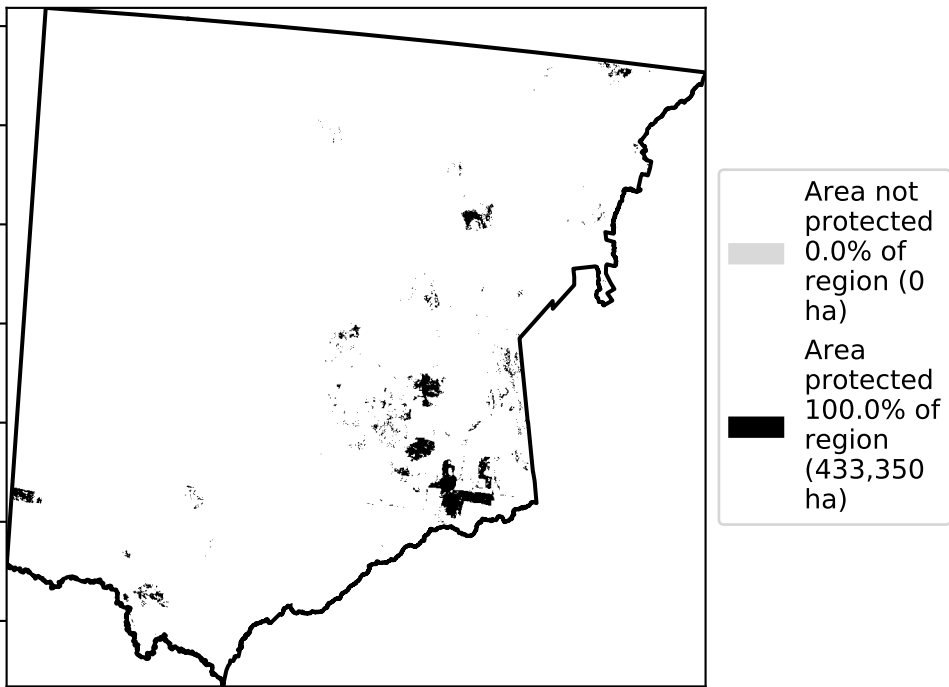 Area not
protected
0.0% of
region (0
ha)
Area
protected
100.0% of
region
(433,350
ha)